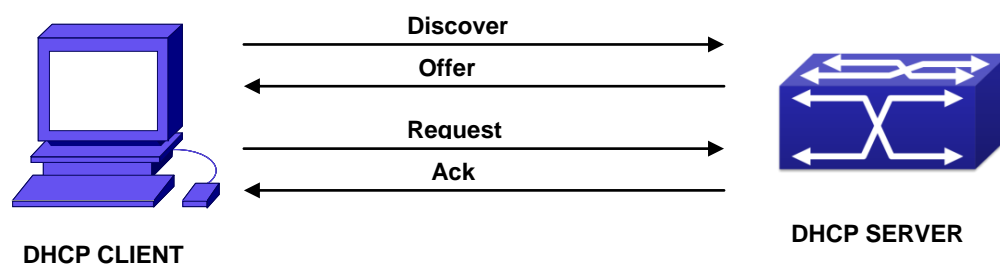 Discover
Offer
Request
Ack
DHCP CLIENT
DHCP SERVER